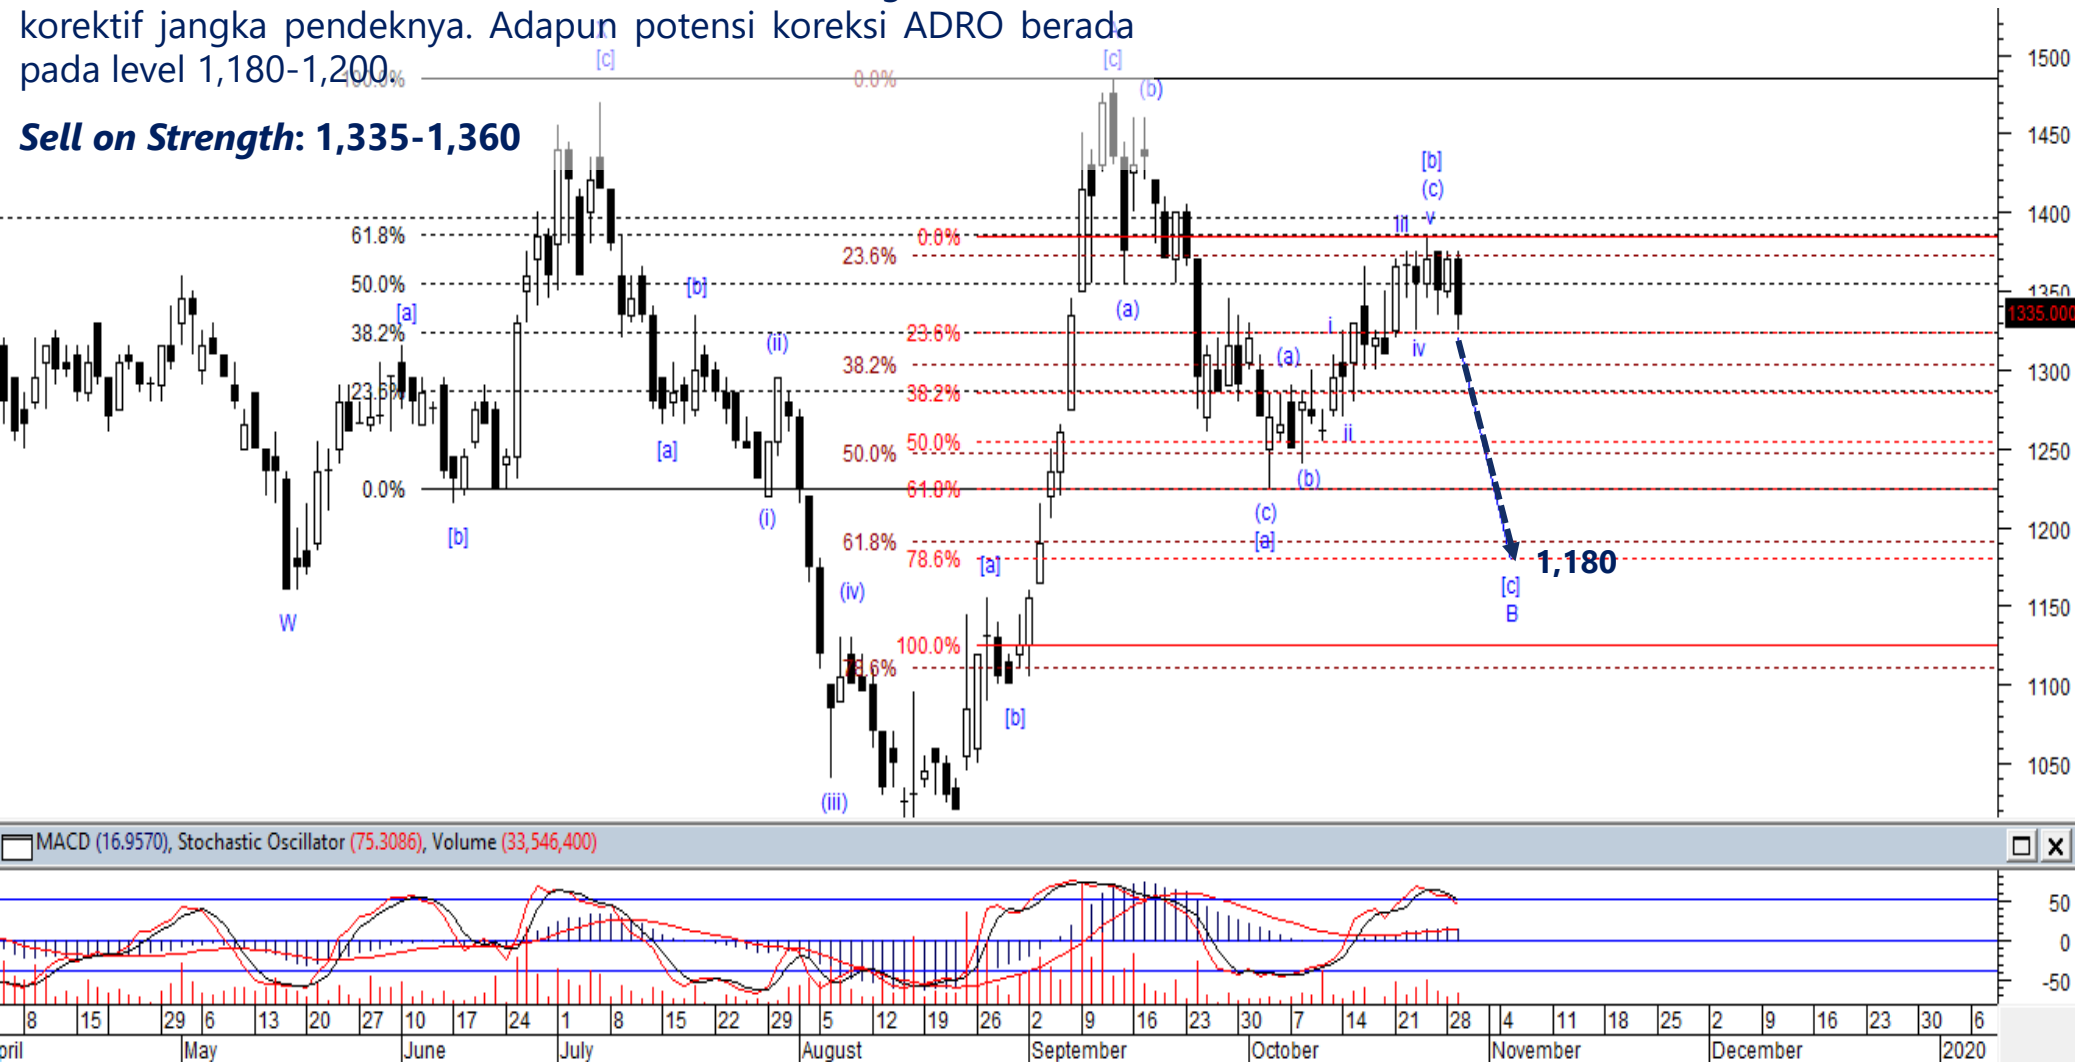 korektif jangka pendeknya. Adapun potensi koreksi ADRO berada
pada level 1,180-1,200.
Sell on Strength: 1,335-1,360
[c]
[c]
(b)
100.0%
0.0%
1500
1450
1400
1350
1335.000
1300
1250
1200
1150
1100
1050
61.8%
50.0%
38.2%
23.6%
0.0%
23.6%
38.2%
50.0%
61.8%
78.6%
0.0%
23.6%
38.2%
50.0%
61.8%
78.6%
100.0%
[a]
[b]
W
[b]
[a]
(ii)
(i)
(iv)
(iii)
[a]
[b]
(a)
(c)
[a]
(a)
(b)
i
ii
iii
iv
v
(c)
[b]
1,180
[c]
B
MACD (16.9570), Stochastic Oscillator (75.3086), Volume (33,546,400)
50
0
-50
8 15 29 6 13 20 27 10 17 24 1 8 15 22 29 5 12 19 26 2 9 16 23 30 7 14 21 28 4 11 18 25 2 9 16 23 30 6
pril May June July August September October November December 2020